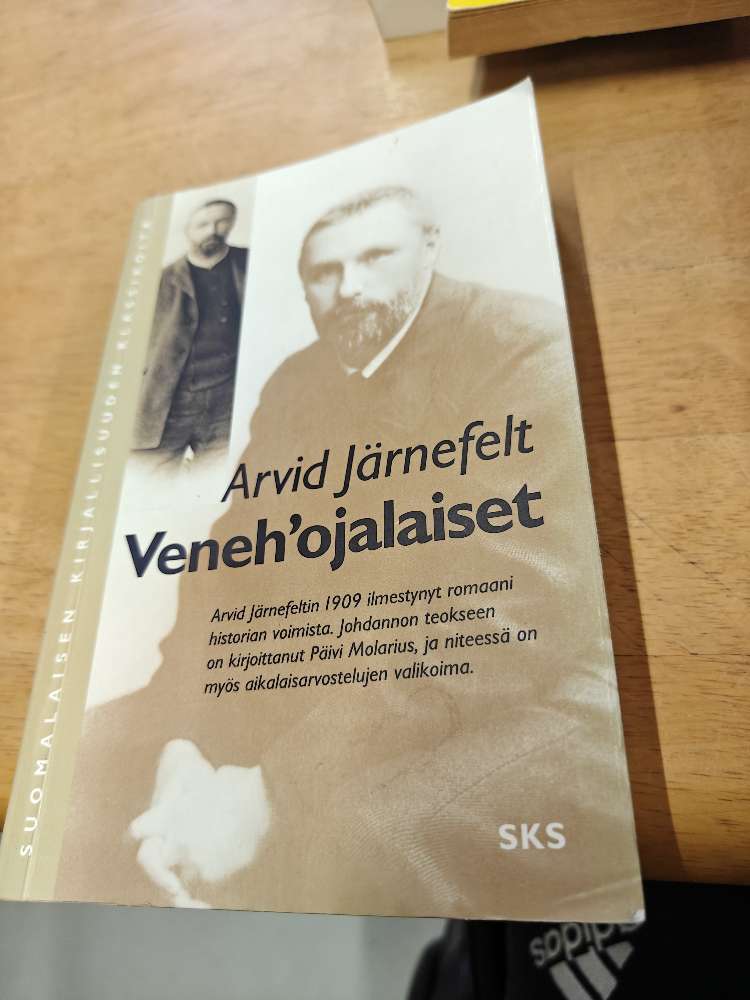 SUOMALAISEN KIRJALLISUUDEN KLASSIKOITA
Arvid Järnefelt
Veneh'ojalaiset
Arvid Järnefeltin 1909 ilmestynyt romaani
historian voimista. Johdannon teokseen
on kirjoittanut Päivi Molarius, ja niteessä on
myös aikalaisarvostelujen valikoima.
SKS
adidas